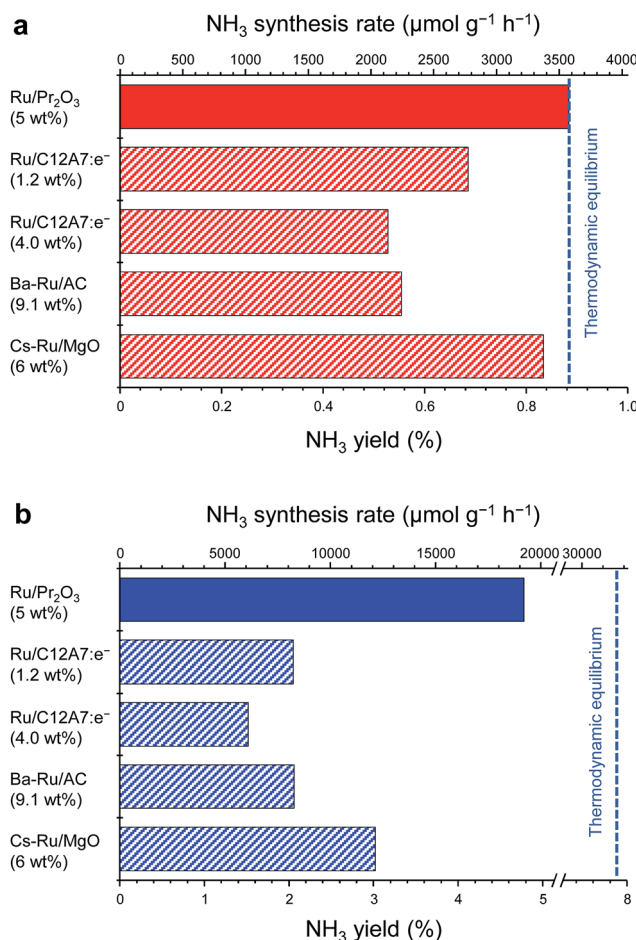 a
NH₃ synthesis rate (μmol g⁻¹ h⁻¹)
0 500 1000 1500 2000 2500 3000 3500 4000
Ru/Pr₂O₃
(5 wt%)
Ru/C12A7:e⁻
(1.2 wt%)
Ru/C12A7:e⁻
(4.0 wt%)
Ba-Ru/AC
(9.1 wt%)
Cs-Ru/MgO
(6 wt%)
Thermodynamic equilibrium
0 0.2 0.4 0.6 0.8 1.0
NH₃ yield (%)
b
NH₃ synthesis rate (μmol g⁻¹ h⁻¹)
0 5000 10000 15000 20000 30000
Ru/Pr₂O₃
(5 wt%)
Ru/C12A7:e⁻
(1.2 wt%)
Ru/C12A7:e⁻
(4.0 wt%)
Ba-Ru/AC
(9.1 wt%)
Cs-Ru/MgO
(6 wt%)
Thermodynamic equilibrium
0 1 2 3 4 5 8
NH₃ yield (%)